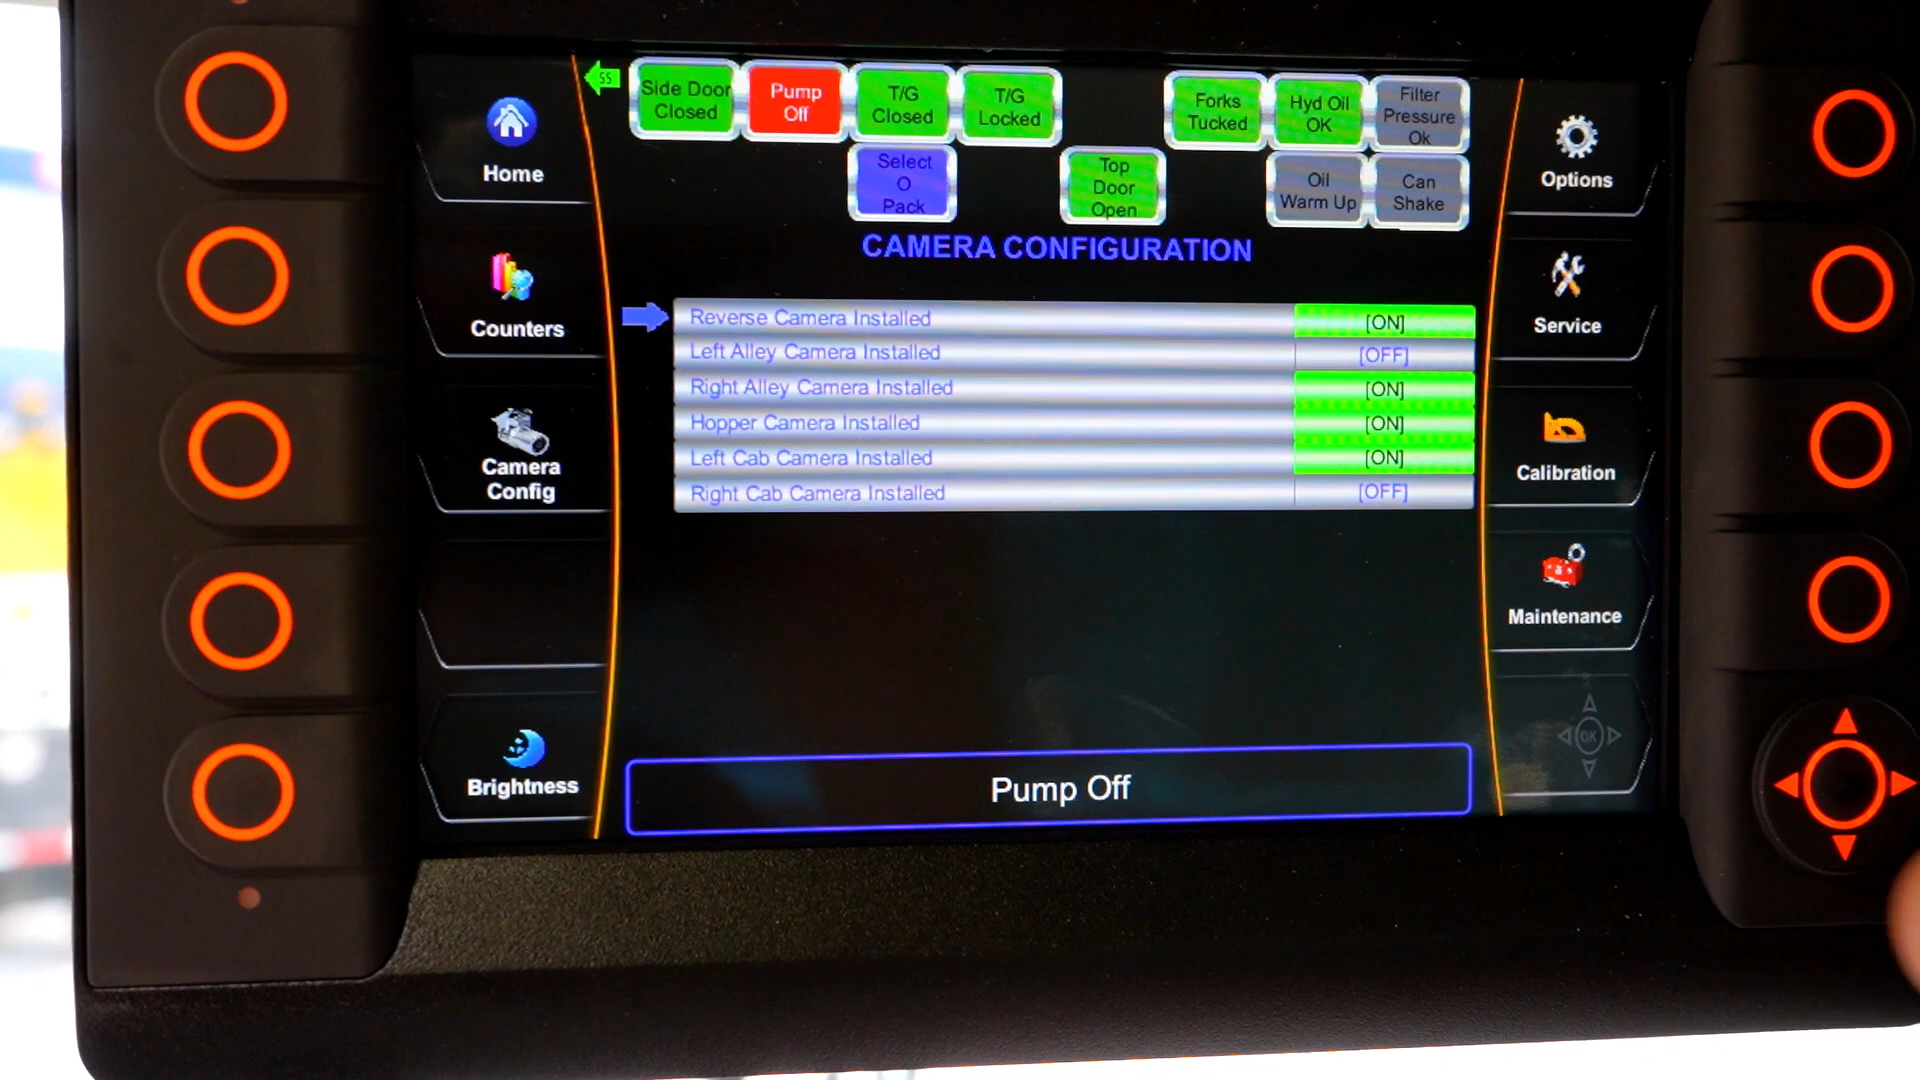 SS
Side Door
Closed
Pump
Off
T/G
Closed
T/G
Locked
Forks
Tucked
Hyd Oil
OK
Filter
Pressure
Ok
Select
O
Pack
Top
Door
Open
Oil
Warm Up
Can
Shake
Home
Counters
Camera
Config
Brightness
CAMERA CONFIGURATION
Reverse Camera Installed [ON]
Left Alley Camera Installed [OFF]
Right Alley Camera Installed [ON]
Hopper Camera Installed [ON]
Left Cab Camera Installed [ON]
Right Cab Camera Installed [OFF]
Pump Off
Options
Service
Calibration
Maintenance
OK